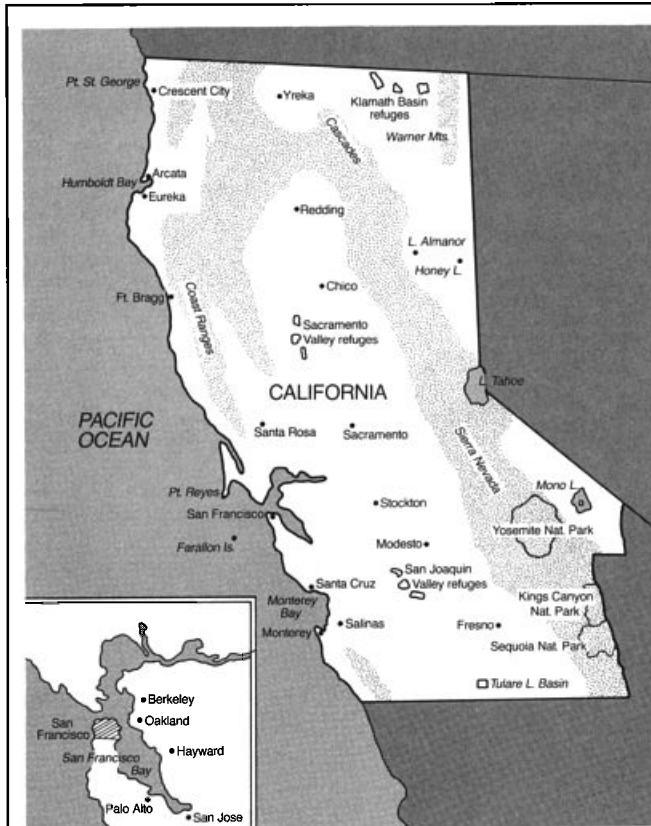 Pt. St. George
Crescent City
Yreka
Klamath Basin
refuges
Cascades
Warner Mts.
Humboldt Bay
Arcata
Eureka
Redding
L. Almanor
Honey L.
Chico
Ft. Bragg
Coast Ranges
Sacramento
Valley refuges
CALIFORNIA
L. Tahoe
PACIFIC
OCEAN
Santa Rosa
Sacramento
Sierra Nevada
Mono L.
Pt. Reyes
San Francisco
Stockton
Yosemite Nat. Park
Farallon Is.
Modesto
San Joaquin
Valley refuges
Santa Cruz
Kings Canyon
Nat. Park
Monterey
Bay
Monterey
Salinas
Fresno
Sequoia Nat. Park
Tulare L. Basin
Berkeley
Oakland
San
Francisco
Hayward
San Francisco
Bay
Palo Alto
San Jose